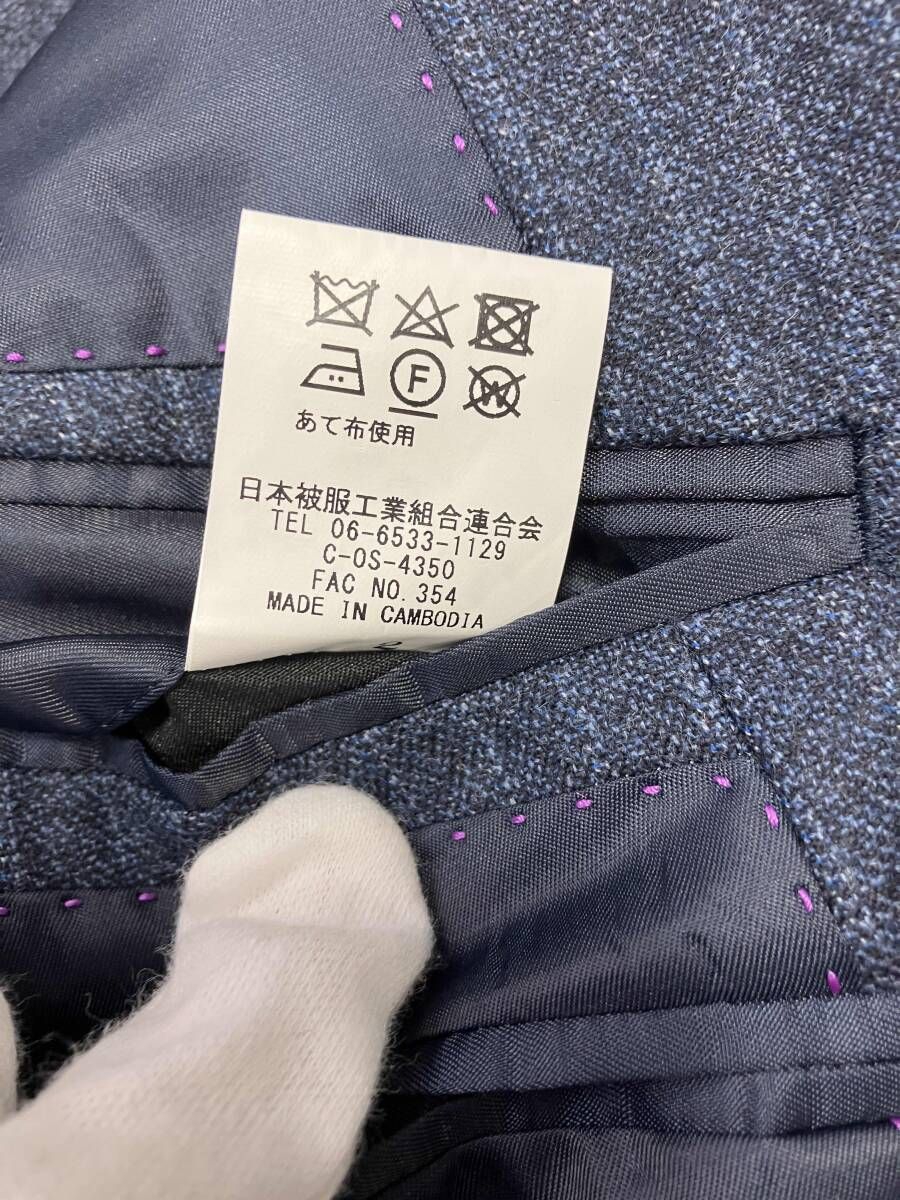 F W
あて布使用
日本被服工業組合連合会
TEL 06-6533-1129
C-OS-4350
FAC NO.354
MADE IN CAMBODIA
2